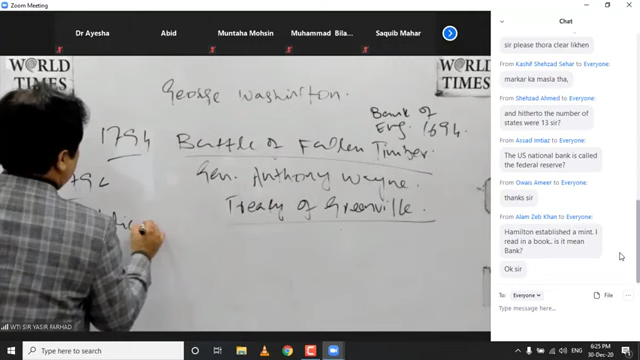 Zoom Meeting
Dr Ayesha
Abid
Muntaha Mohsin
Muhammad Bila...
Saquib Mahar
WORLD
TIMES
WORLD
TIMES
George Washinton.
Bank of
Eng. 1694.
1794 Battle of Fallen Timber.
Gen. Anthony Wayne.
Treaty of Greenville.
WTI SIR YASIR FARHAD
Chat
sir please thora clear likhen
From Kashif Shehzad Sehar to Everyone:
markar ka masla tha,
From Shehzad Ahmed to Everyone:
and hitherto the number of
states were 13 sir?
From Assad Imtiaz to Everyone:
The US national bank is called
the federal reserve?
From Owais Ameer to Everyone:
thanks sir
From Alam Zeb Khan to Everyone:
Hamilton established a mint. I
read in a book.. is it mean
Bank?
Ok sir
To: Everyone
File
Type message here...
Type here to search
ENG
6:25 PM
30-Dec-20